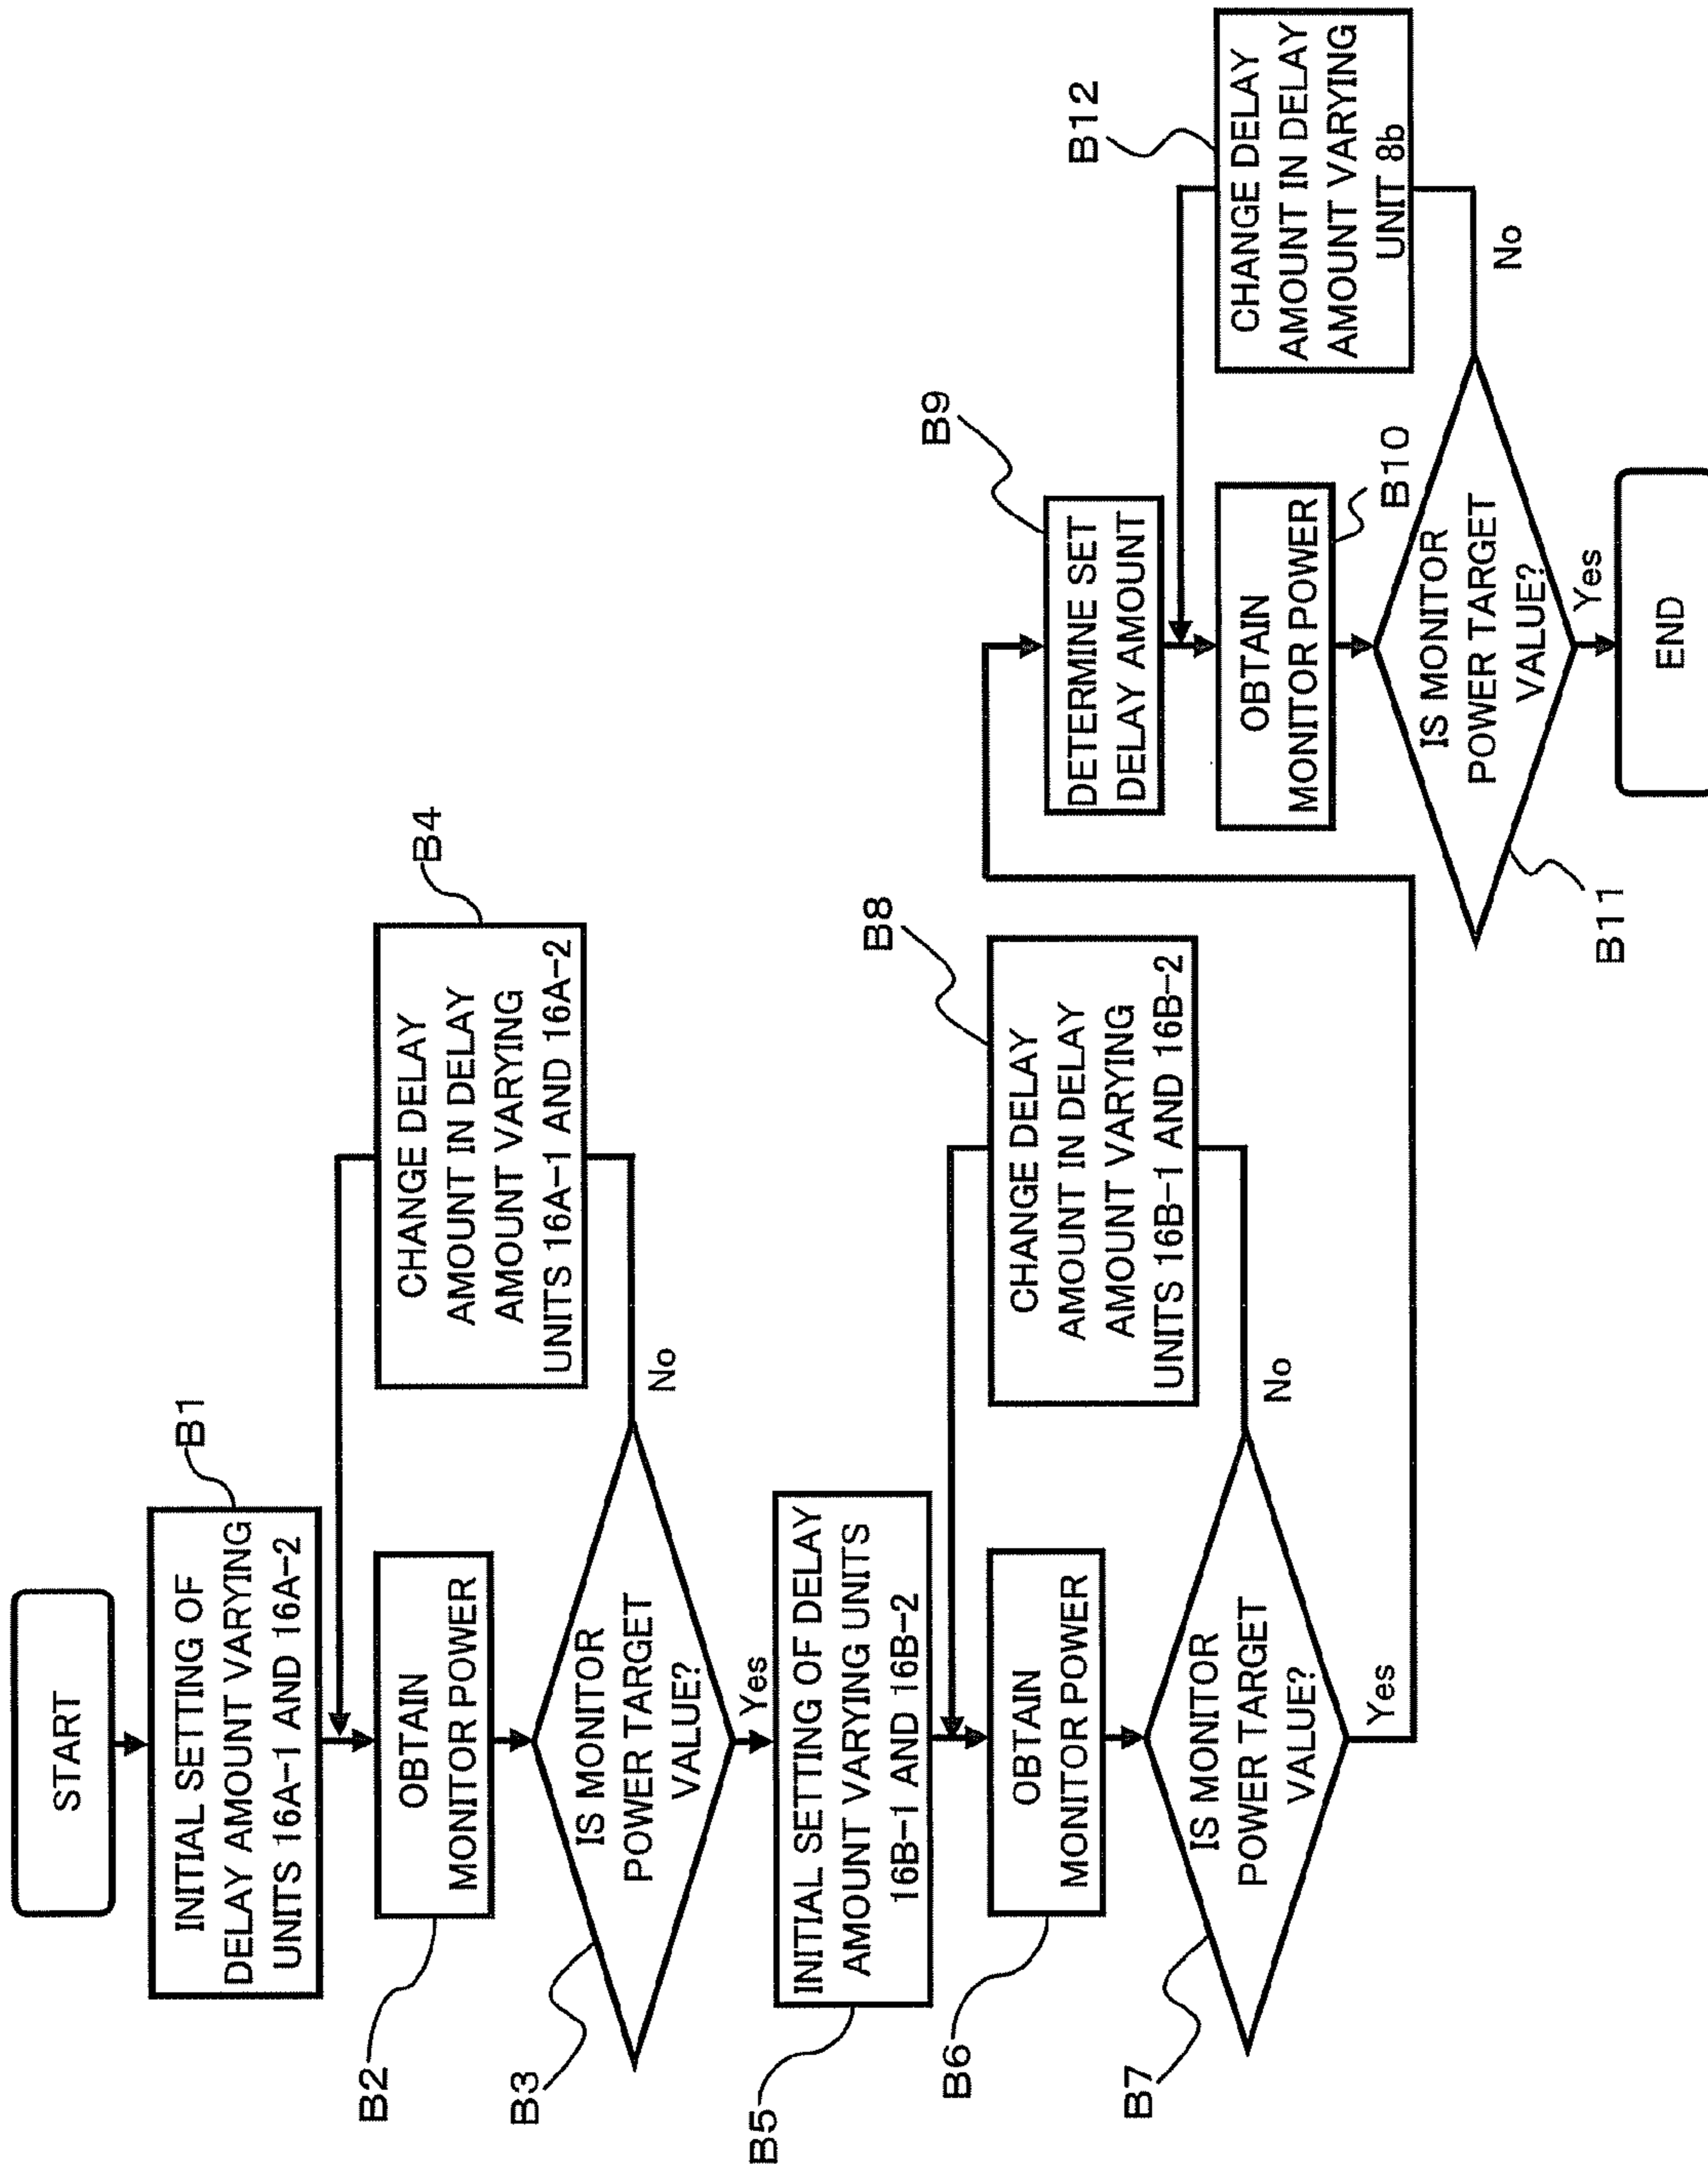 START
INITIAL SETTING OF
DELAY AMOUNT VARYING
UNITS 16A-1 AND 16A-2
B1
OBTAIN
MONITOR POWER
B2
IS MONITOR
POWER TARGET
VALUE?
B3
No
CHANGE DELAY
AMOUNT IN DELAY
AMOUNT VARYING
UNITS 16A-1 AND 16A-2
B4
Yes
INITIAL SETTING OF DELAY
AMOUNT VARYING UNITS
16B-1 AND 16B-2
B5
OBTAIN
MONITOR POWER
B6
IS MONITOR
POWER TARGET
VALUE?
B7
No
CHANGE DELAY
AMOUNT IN DELAY
AMOUNT VARYING
UNITS 16B-1 AND 16B-2
B8
Yes
DETERMINE SET
DELAY AMOUNT
B9
OBTAIN
MONITOR POWER
B10
IS MONITOR
POWER TARGET
VALUE?
B11
No
CHANGE DELAY
AMOUNT IN DELAY
AMOUNT VARYING
UNIT 8b
B12
Yes
END